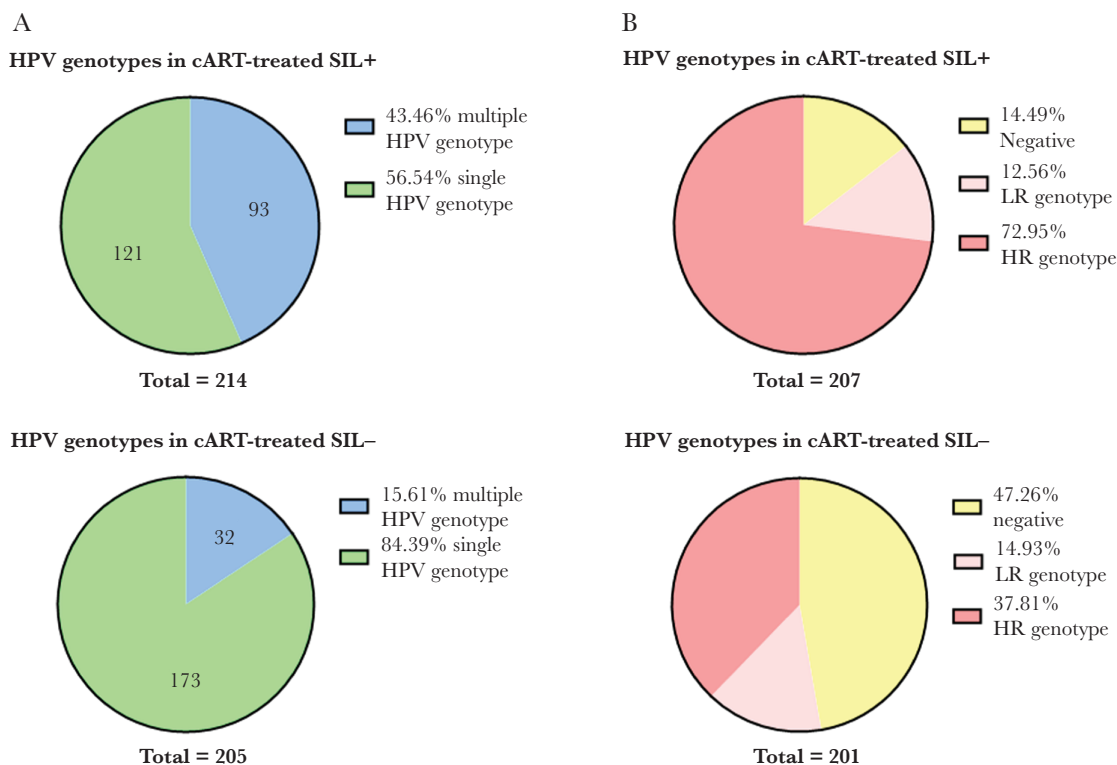 A
HPV genotypes in cART-treated SIL+
43.46% multiple
HPV genotype
56.54% single
HPV genotype
93
121
Total = 214
HPV genotypes in cART-treated SIL–
15.61% multiple
HPV genotype
84.39% single
HPV genotype
32
173
Total = 205
B
HPV genotypes in cART-treated SIL+
14.49%
Negative
12.56%
LR genotype
72.95%
HR genotype
Total = 207
HPV genotypes in cART-treated SIL–
47.26%
negative
14.93%
LR genotype
37.81%
HR genotype
Total = 201